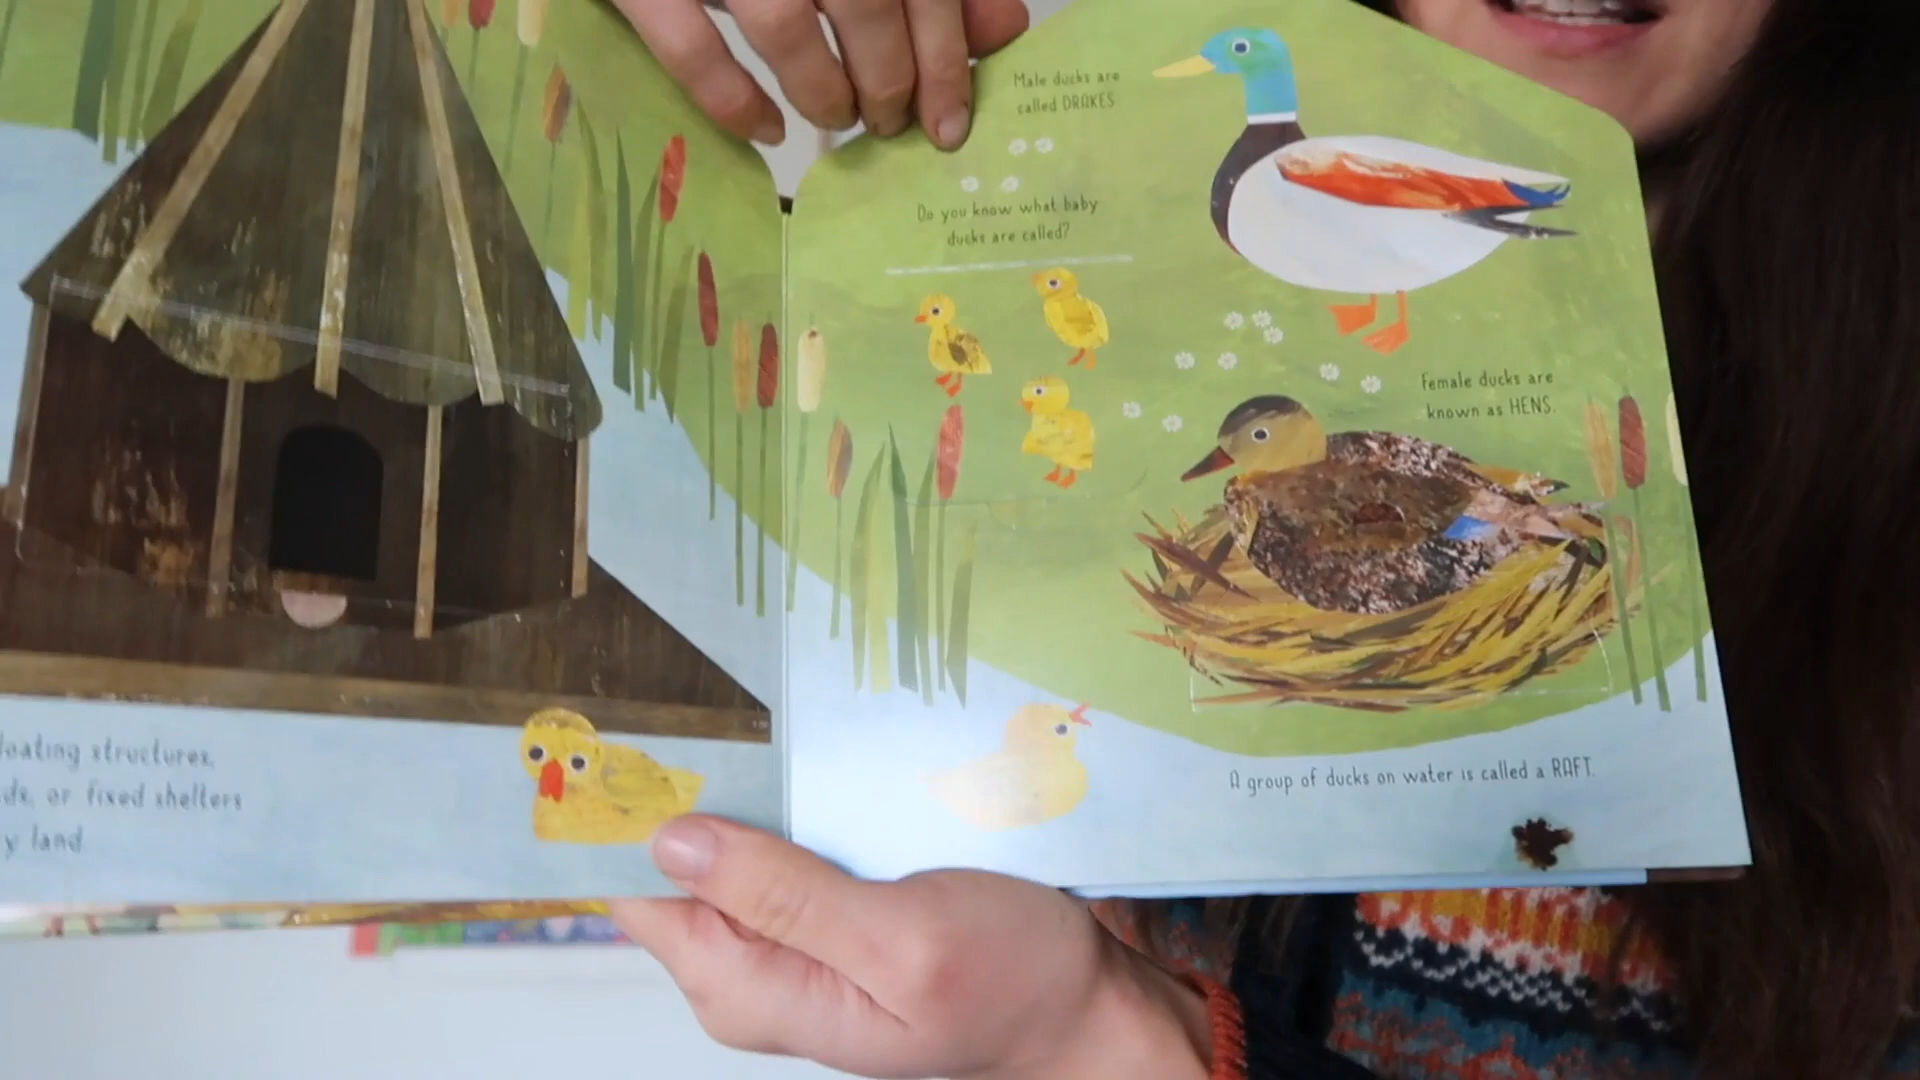 loating structures,
ds, or fixed shelters
y land
Male ducks are
called DRAKES
Do you know what baby
ducks are called?
Female ducks are
known as HENS.
A group of ducks on water is called a RAFT.